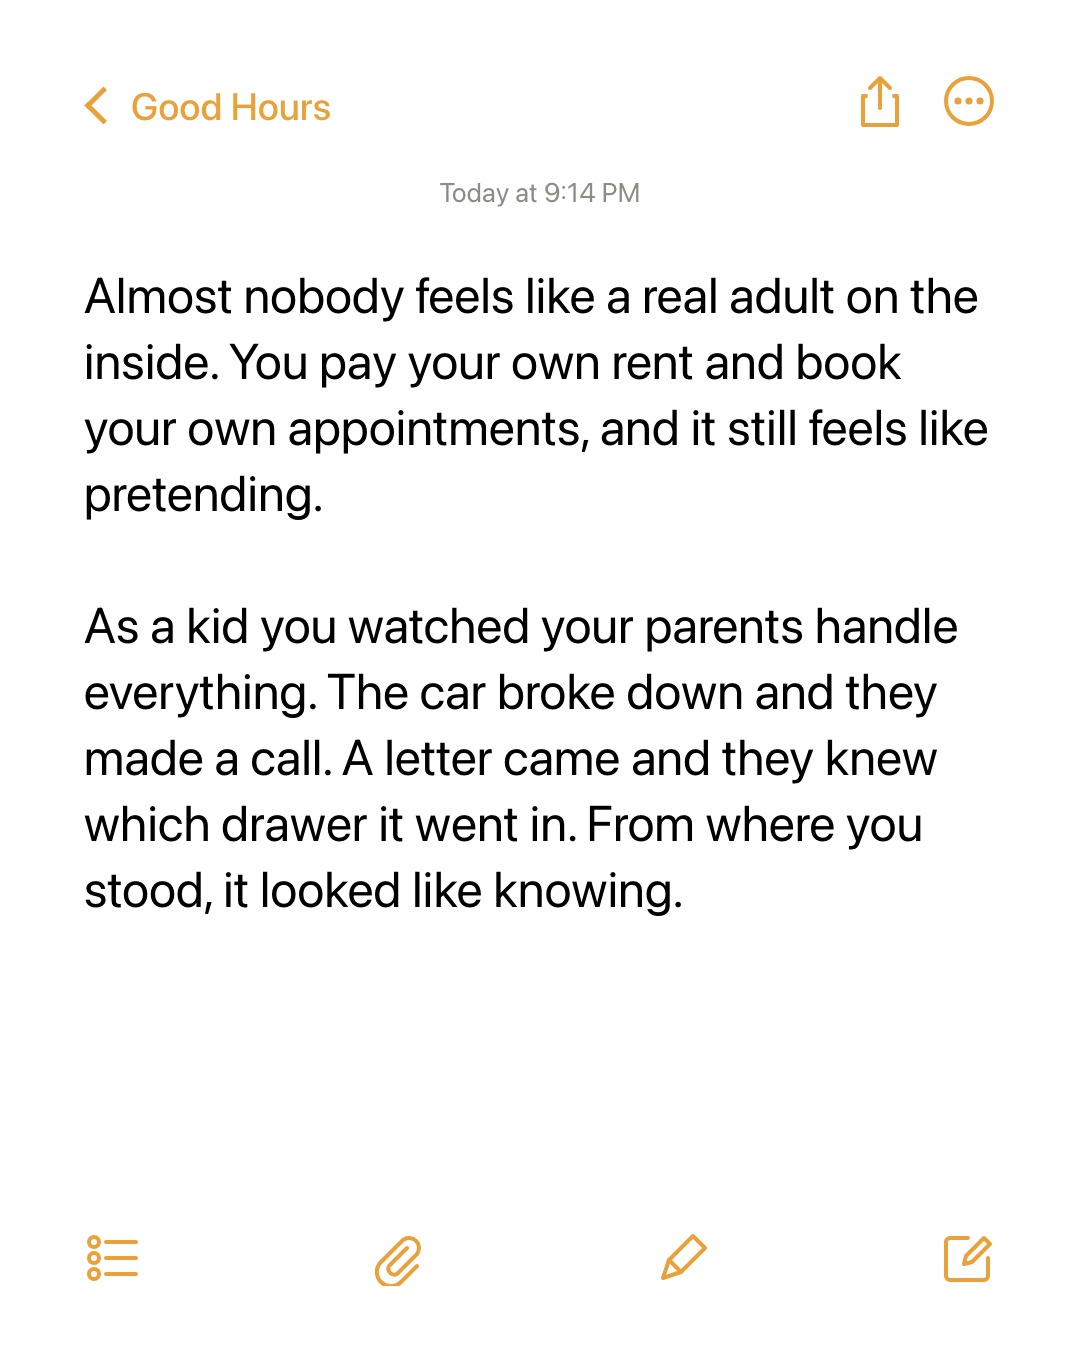 Good Hours
Today at 9:14 PM
Almost nobody feels like a real adult on the
inside. You pay your own rent and book
your own appointments, and it still feels like
pretending.
As a kid you watched your parents handle
everything. The car broke down and they
made a call. A letter came and they knew
which drawer it went in. From where you
stood, it looked like knowing.